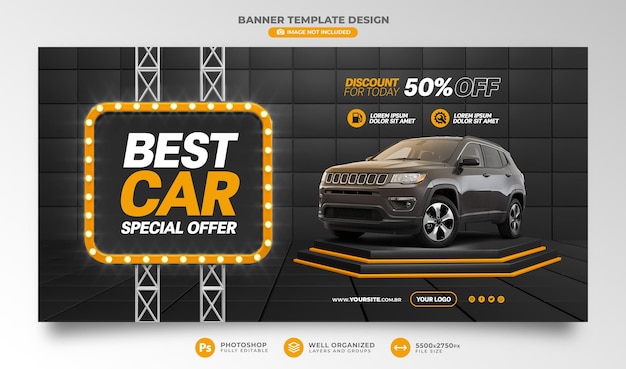 BANNER TEMPLATE DESIGN
IMAGE NOT INCLUDED
BEST
CAR
SPECIAL OFFER
DISCOUNT
FOR TODAY
50% OFF
LOREM IPSUM
DOLOR SIT AMET
LOREM IPSUM
DOLOR SIT AMET
YOURSITE.COM.BR
YOUR LOGO
Ps
PHOTOSHOP
FULLY EDITABLE
WELL ORGANIZED
LAYERS AND GROUPS
5500x2750Px
FILE SIZE